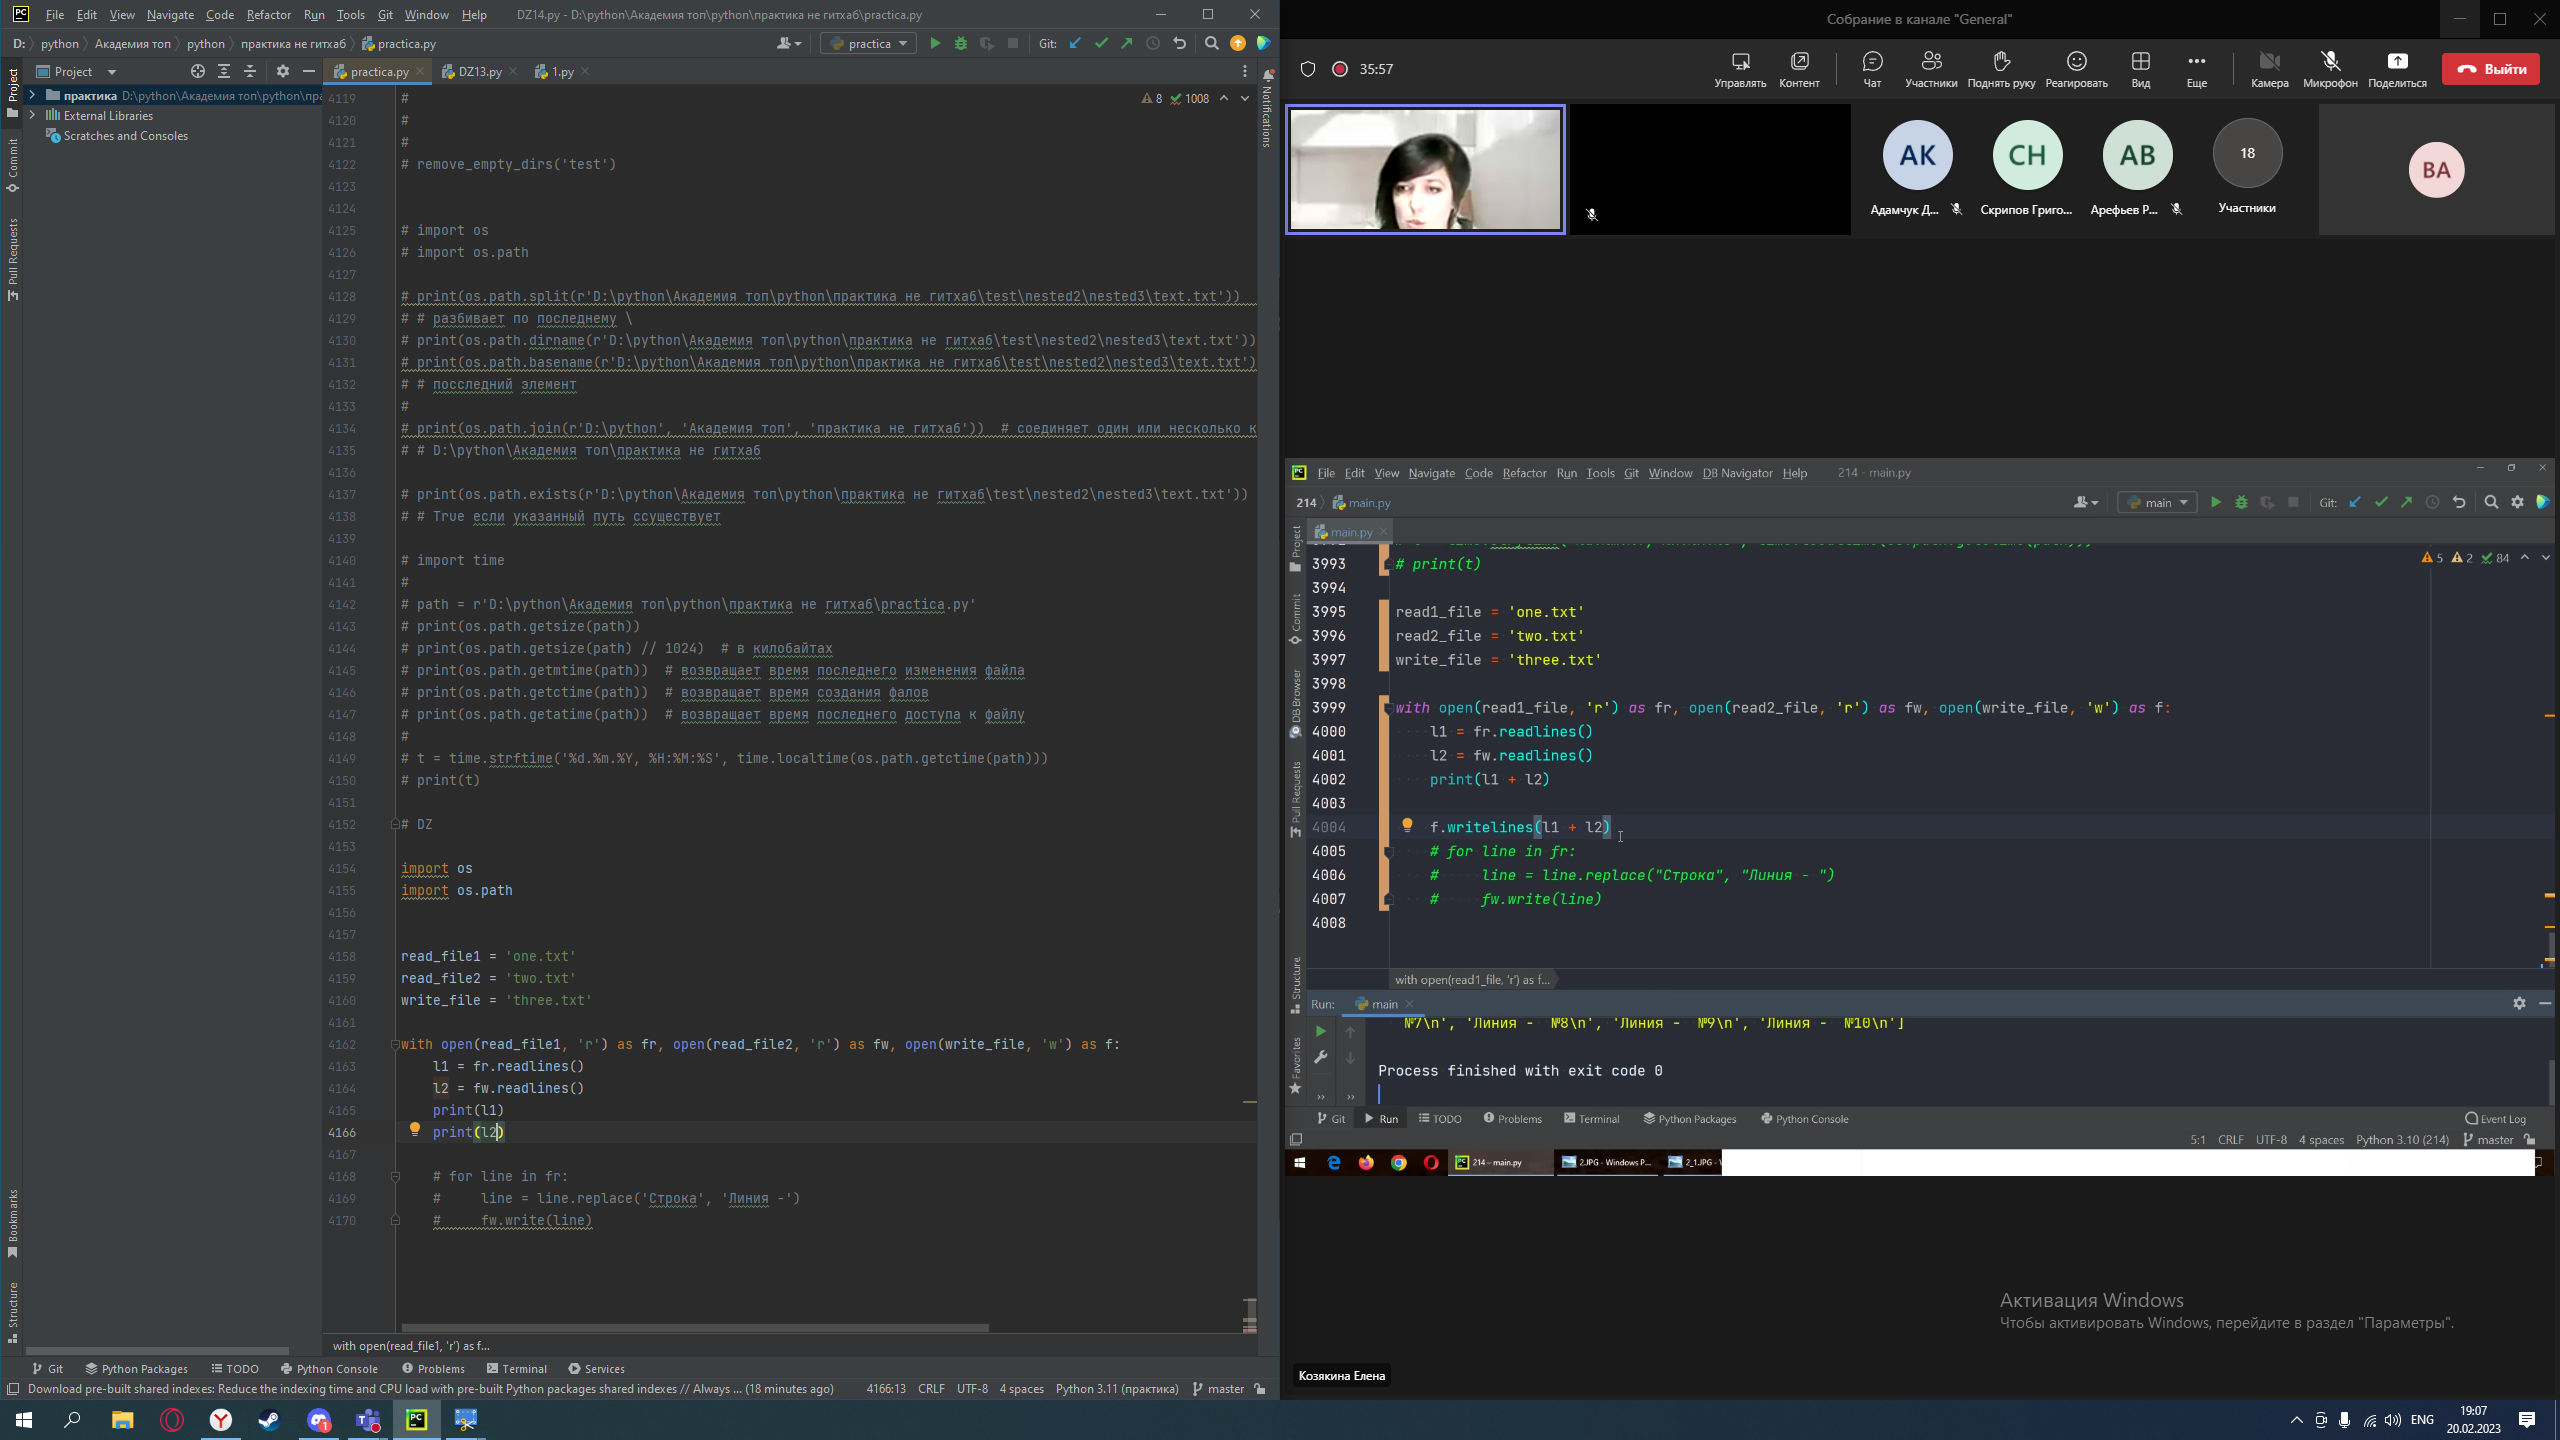 File Edit View Navigate Code Refactor Run Tools Git Window Help DZ14.py - D:\python\Академия топ\python\практика не гитхаб\practica.py
D: python Академия топ python практика не гитхаб practica.py
practica Git:
Project
practica.py DZ13.py 1.py
практика D:\python\Академия топ\python\пра
External Libraries
Scratches and Consoles
Project
Commit
Pull Requests
Bookmarks
Structure
Notifications
8 1008
4119 #
4120 #
4121 #
4122 # remove_empty_dirs('test')
4123
4124
4125 # import os
4126 # import os.path
4127
4128 # print(os.path.split(r'D:\python\Академия топ\python\практика не гитхаб\test\nested2\nested3\text.txt'))
4129 # # разбивает по последнему \
4130 # print(os.path.dirname(r'D:\python\Академия топ\python\практика не гитхаб\test\nested2\nested3\text.txt'))
4131 # print(os.path.basename(r'D:\python\Академия топ\python\практика не гитхаб\test\nested2\nested3\text.txt')
4132 # # посследний элемент
4133 #
4134 # print(os.path.join(r'D:\python', 'Академия топ', 'практика не гитхаб')) # соединяет один или несколько к
4135 # # D:\python\Академия топ\практика не гитхаб
4136
4137 # print(os.path.exists(r'D:\python\Академия топ\python\практика не гитхаб\test\nested2\nested3\text.txt'))
4138 # # True если указанный путь ссуществует
4139
4140 # import time
4141 #
4142 # path = r'D:\python\Академия топ\python\практика не гитхаб\practica.py'
4143 # print(os.path.getsize(path))
4144 # print(os.path.getsize(path) // 1024) # в килобайтах
4145 # print(os.path.getmtime(path)) # возвращает время последнего изменения файла
4146 # print(os.path.getctime(path)) # возвращает время создания фалов
4147 # print(os.path.getatime(path)) # возвращает время последнего доступа к файлу
4148 #
4149 # t = time.strftime('%d.%m.%Y, %H:%M:%S', time.localtime(os.path.getctime(path)))
4150 # print(t)
4151
4152 # DZ
4153
4154 import os
4155 import os.path
4156
4157
4158 read_file1 = 'one.txt'
4159 read_file2 = 'two.txt'
4160 write_file = 'three.txt'
4161
4162 with open(read_file1, 'r') as fr, open(read_file2, 'r') as fw, open(write_file, 'w') as f:
4163 l1 = fr.readlines()
4164 l2 = fw.readlines()
4165 print(l1)
4166 print(l2)
4167
4168 # for line in fr:
4169 # line = line.replace('Строка', 'Линия -')
4170 # fw.write(line)
with open(read_file1, 'r') as f...
Git Python Packages TODO Python Console Problems Terminal Services
Download pre-built shared indexes: Reduce the indexing time and CPU load with pre-built Python packages shared indexes // Always ... (18 minutes ago) 4166:13 CRLF UTF-8 4 spaces Python 3.11 (практика) master
Собрание в канале "General"
35:57
Управлять Контент Чат Участники Поднять руку Реагировать Вид Еще Камера Микрофон Поделиться Выйти
АК СН АВ 18 ВА
Адамчук Д... Скрипов Григо... Арефьев Р... Участники
File Edit View Navigate Code Refactor Run Tools Git Window DB Navigator Help 214 - main.py
214 main.py
main Git:
main.py
Project
Commit
DB Browser
Pull Requests
Structure
Favorites
5 2 84
3993 # print(t)
3994
3995 read1_file = 'one.txt'
3996 read2_file = 'two.txt'
3997 write_file = 'three.txt'
3998
3999 with open(read1_file, 'r') as fr, open(read2_file, 'r') as fw, open(write_file, 'w') as f:
4000 l1 = fr.readlines()
4001 l2 = fw.readlines()
4002 print(l1 + l2)
4003
4004 f.writelines(l1 + l2)
4005 # for line in fr:
4006 # line = line.replace("Строка", "Линия - ")
4007 # fw.write(line)
4008
with open(read1_file, 'r') as f...
Run: main
№7\n', 'Линия - №8\n', 'Линия - №9\n', 'Линия - №10\n']
Process finished with exit code 0
Git Run TODO Problems Terminal Python Packages Python Console Event Log
5:1 CRLF UTF-8 4 spaces Python 3.10 (214) master
214 – main.py 2.JPG - Windows P... 2_1.JPG -
Активация Windows
Чтобы активировать Windows, перейдите в раздел "Параметры".
Козякина Елена
ENG 19:07
20.02.2023